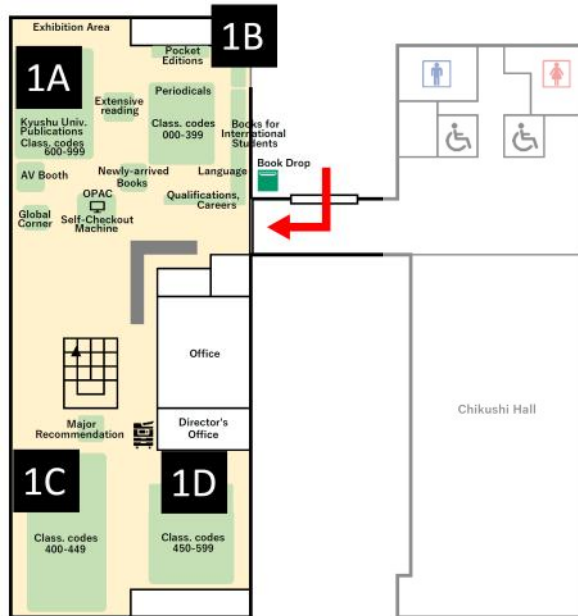 Exhibition Area
1A
1B
Pocket
Editions
Kyushu Univ.
Publications
Class. codes
600-999
Extensive
reading
Periodicals
Class. codes
000-399
Books for
International
Students
AV Booth
Newly-arrived
Books
Language
Book Drop
OPAC
Self-Checkout
Machine
Qualifications,
Careers
Global
Corner
Office
Major
Recommendation
Director's
Office
Chikushi Hall
1C
1D
Class. codes
400-449
Class. codes
450-599